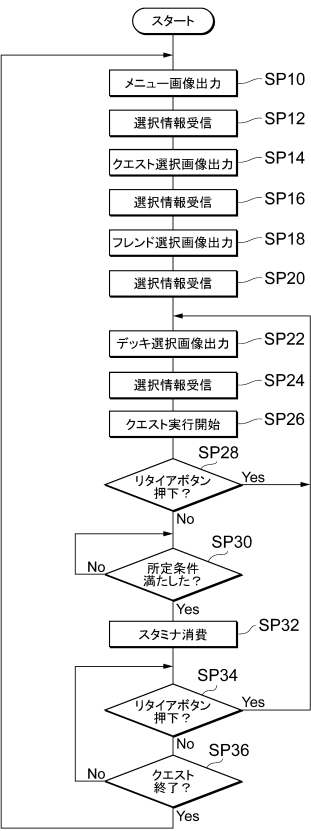 スタート
メニュー画像出力 SP10
選択情報受信 SP12
クエスト選択画像出力 SP14
選択情報受信 SP16
フレンド選択画像出力 SP18
選択情報受信 SP20
デッキ選択画像出力 SP22
選択情報受信 SP24
クエスト実行開始 SP26
SP28
リタイアボタン
押下？
Yes
No
SP30
所定条件
満たした？
No
Yes
スタミナ消費 SP32
SP34
リタイアボタン
押下？
Yes
No
SP36
クエスト
終了？
No
Yes